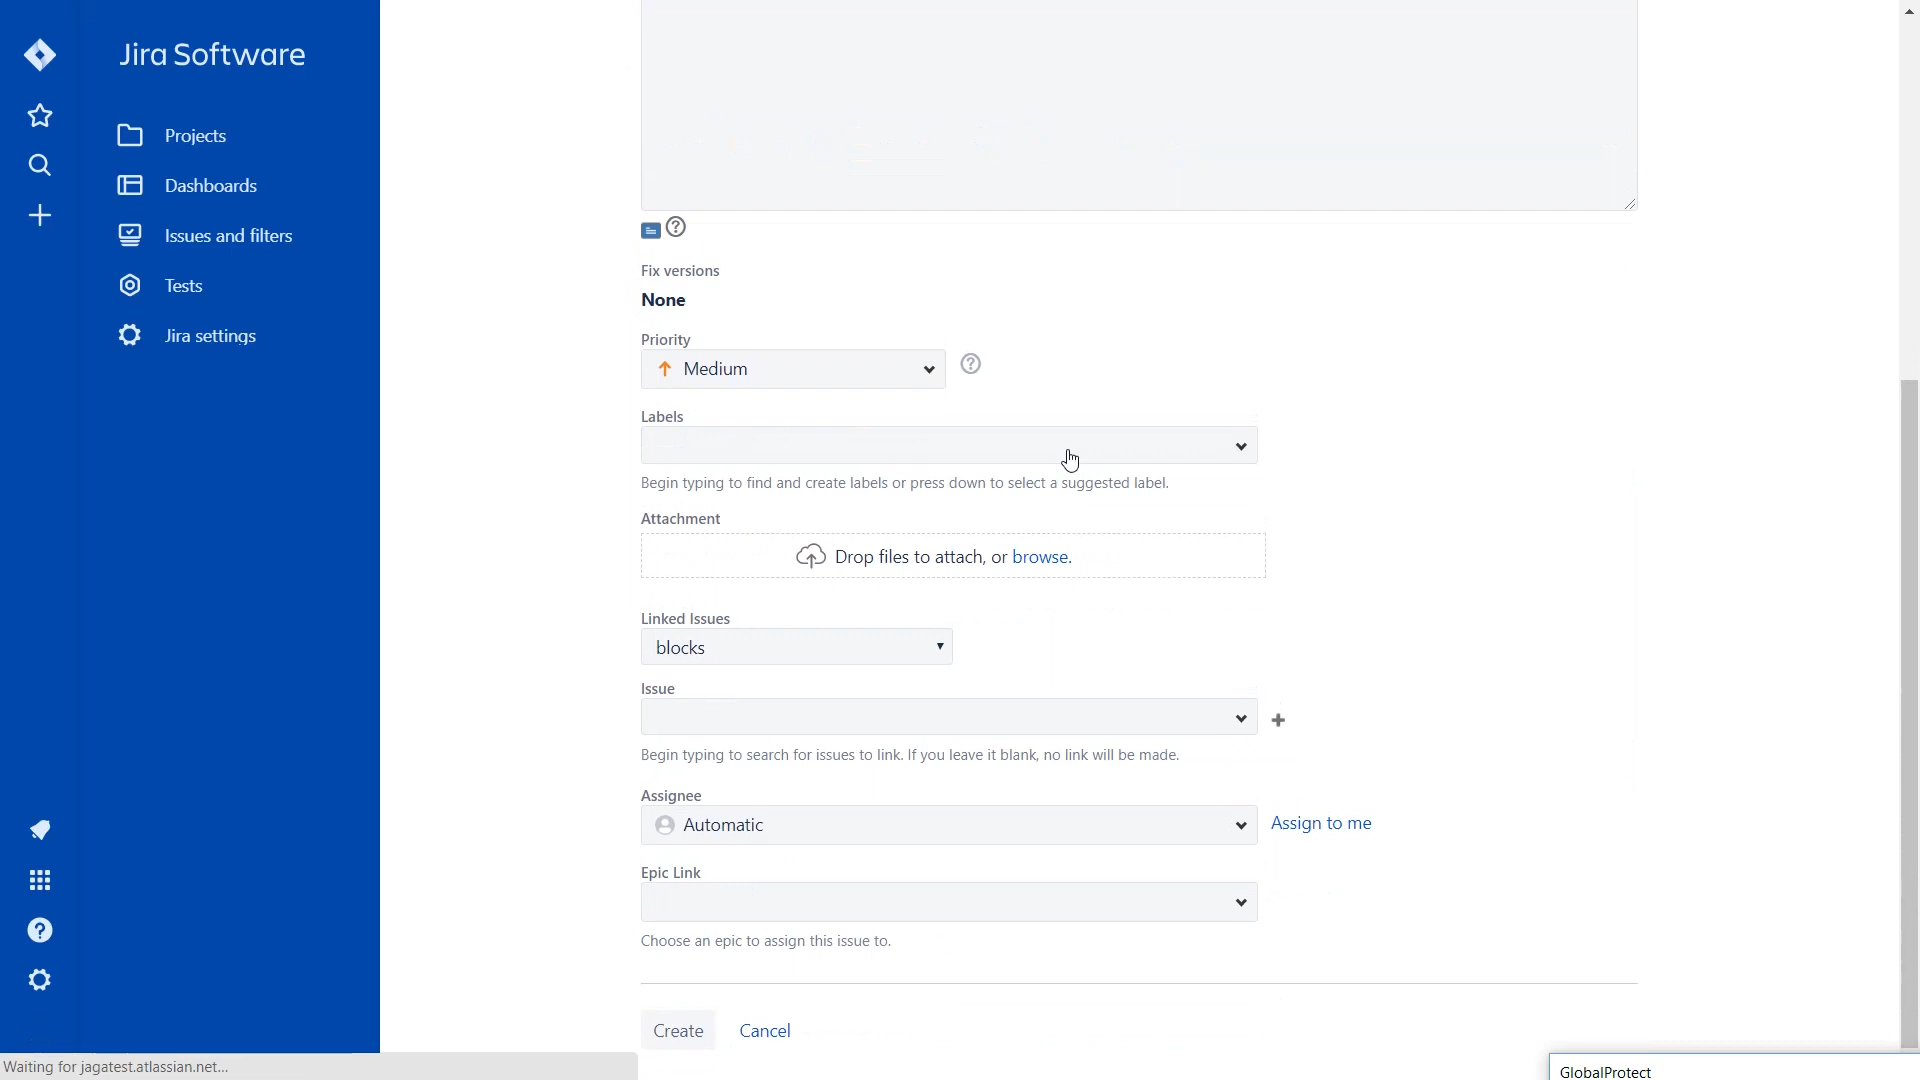 Jira Software
Projects
Dashboards
Issues and filters
Tests
Jira settings
Fix versions
None
Priority
Medium
Labels
Begin typing to find and create labels or press down to select a suggested label.
Attachment
Drop files to attach, or browse.
Linked Issues
blocks
Issue
Begin typing to search for issues to link. If you leave it blank, no link will be made.
Assignee
Automatic
Assign to me
Epic Link
Choose an epic to assign this issue to.
Create
Cancel
Waiting for jagatest.atlassian.net...
GlobalProtect